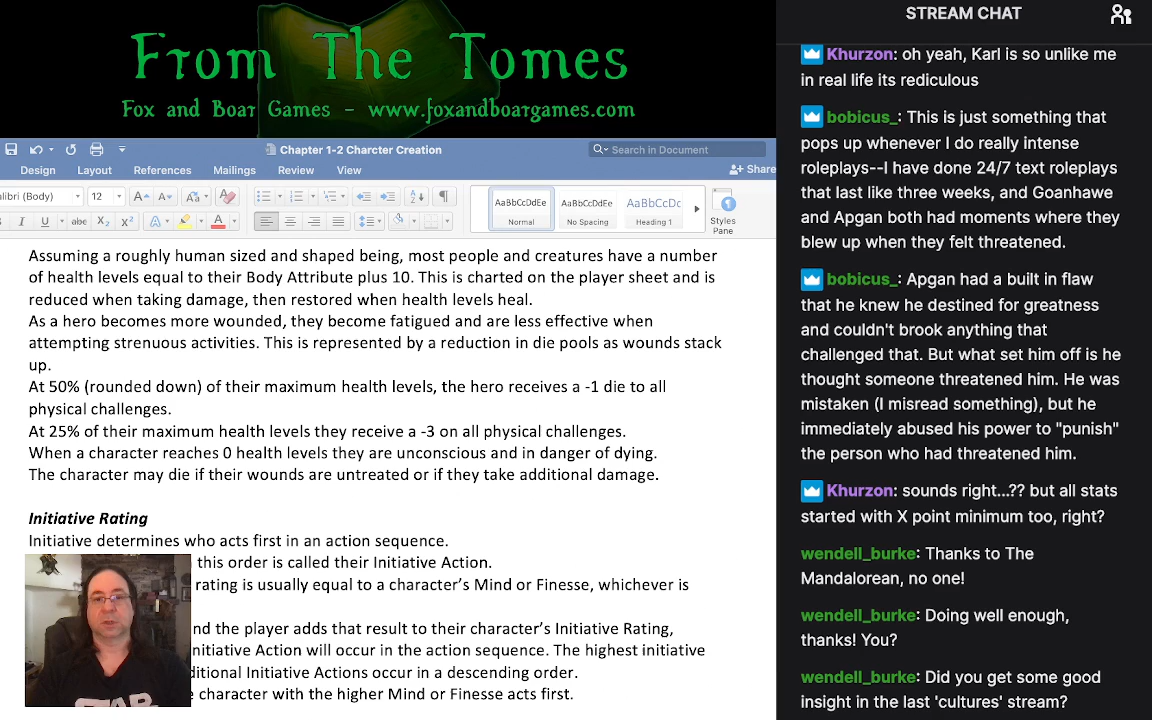 From The Tomes
Fox and Boar Games - www.foxandboargames.com
Chapter 1-2 Charcter Creation
Search in Document
Design
Layout
References
Mailings
Review
View
Share
alibri (Body)
12
AaBbCcDdEe
Normal
AaBbCcDdEe
No Spacing
AaBbCcDc
Heading 1
Styles
Pane
Assuming a roughly human sized and shaped being, most people and creatures have a number
of health levels equal to their Body Attribute plus 10. This is charted on the player sheet and is
reduced when taking damage, then restored when health levels heal.
As a hero becomes more wounded, they become fatigued and are less effective when
attempting strenuous activities. This is represented by a reduction in die pools as wounds stack
up.
At 50% (rounded down) of their maximum health levels, the hero receives a -1 die to all
physical challenges.
At 25% of their maximum health levels they receive a -3 on all physical challenges.
When a character reaches 0 health levels they are unconscious and in danger of dying.
The character may die if their wounds are untreated or if they take additional damage.
Initiative Rating
Initiative determines who acts first in an action sequence.
this order is called their Initiative Action.
rating is usually equal to a character's Mind or Finesse, whichever is
nd the player adds that result to their character's Initiative Rating,
nitiative Action will occur in the action sequence. The highest initiative
ditional Initiative Actions occur in a descending order.
e character with the higher Mind or Finesse acts first.
STAR
STREAM CHAT
Khurzon: oh yeah, Karl is so unlike me
in real life its rediculous
bobicus_: This is just something that
pops up whenever I do really intense
roleplays--I have done 24/7 text roleplays
that last like three weeks, and Goanhawe
and Apgan both had moments where they
blew up when they felt threatened.
bobicus_: Apgan had a built in flaw
that he knew he destined for greatness
and couldn't brook anything that
challenged that. But what set him off is he
thought someone threatened him. He was
mistaken (I misread something), but he
immediately abused his power to "punish"
the person who had threatened him.
Khurzon: sounds right...?? but all stats
started with X point minimum too, right?
wendell_burke: Thanks to The
Mandalorean, no one!
wendell_burke: Doing well enough,
thanks! You?
wendell_burke: Did you get some good
insight in the last 'cultures' stream?